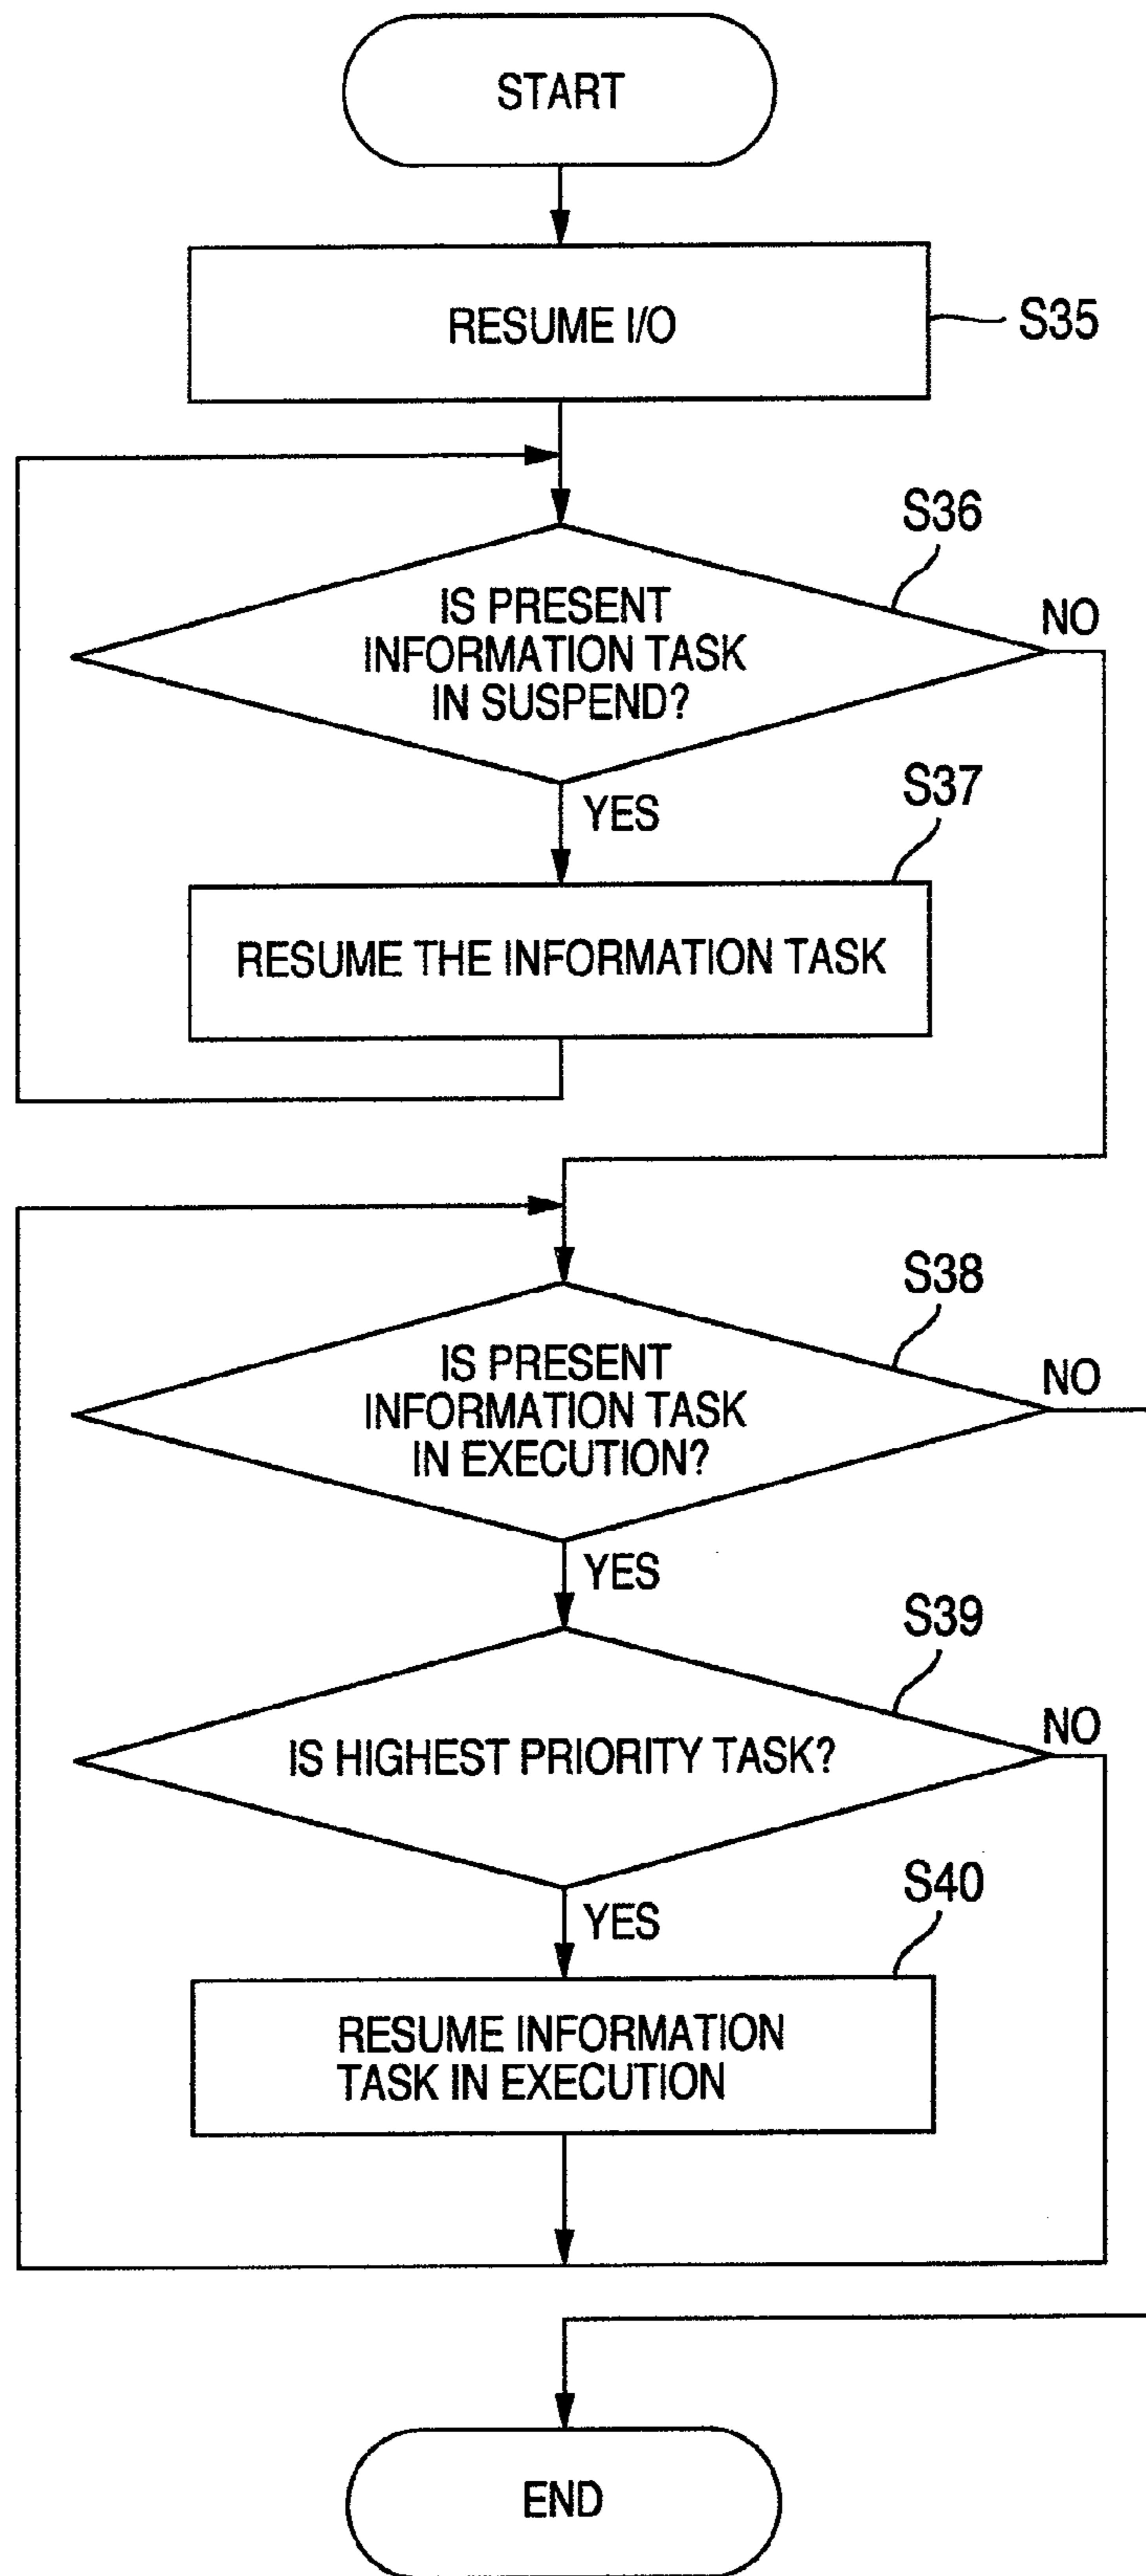 START
RESUME I/O
S35
S36
IS PRESENT
INFORMATION TASK
IN SUSPEND?
NO
YES
S37
RESUME THE INFORMATION TASK
S38
IS PRESENT
INFORMATION TASK
IN EXECUTION?
NO
YES
S39
IS HIGHEST PRIORITY TASK?
NO
YES
S40
RESUME INFORMATION
TASK IN EXECUTION
END